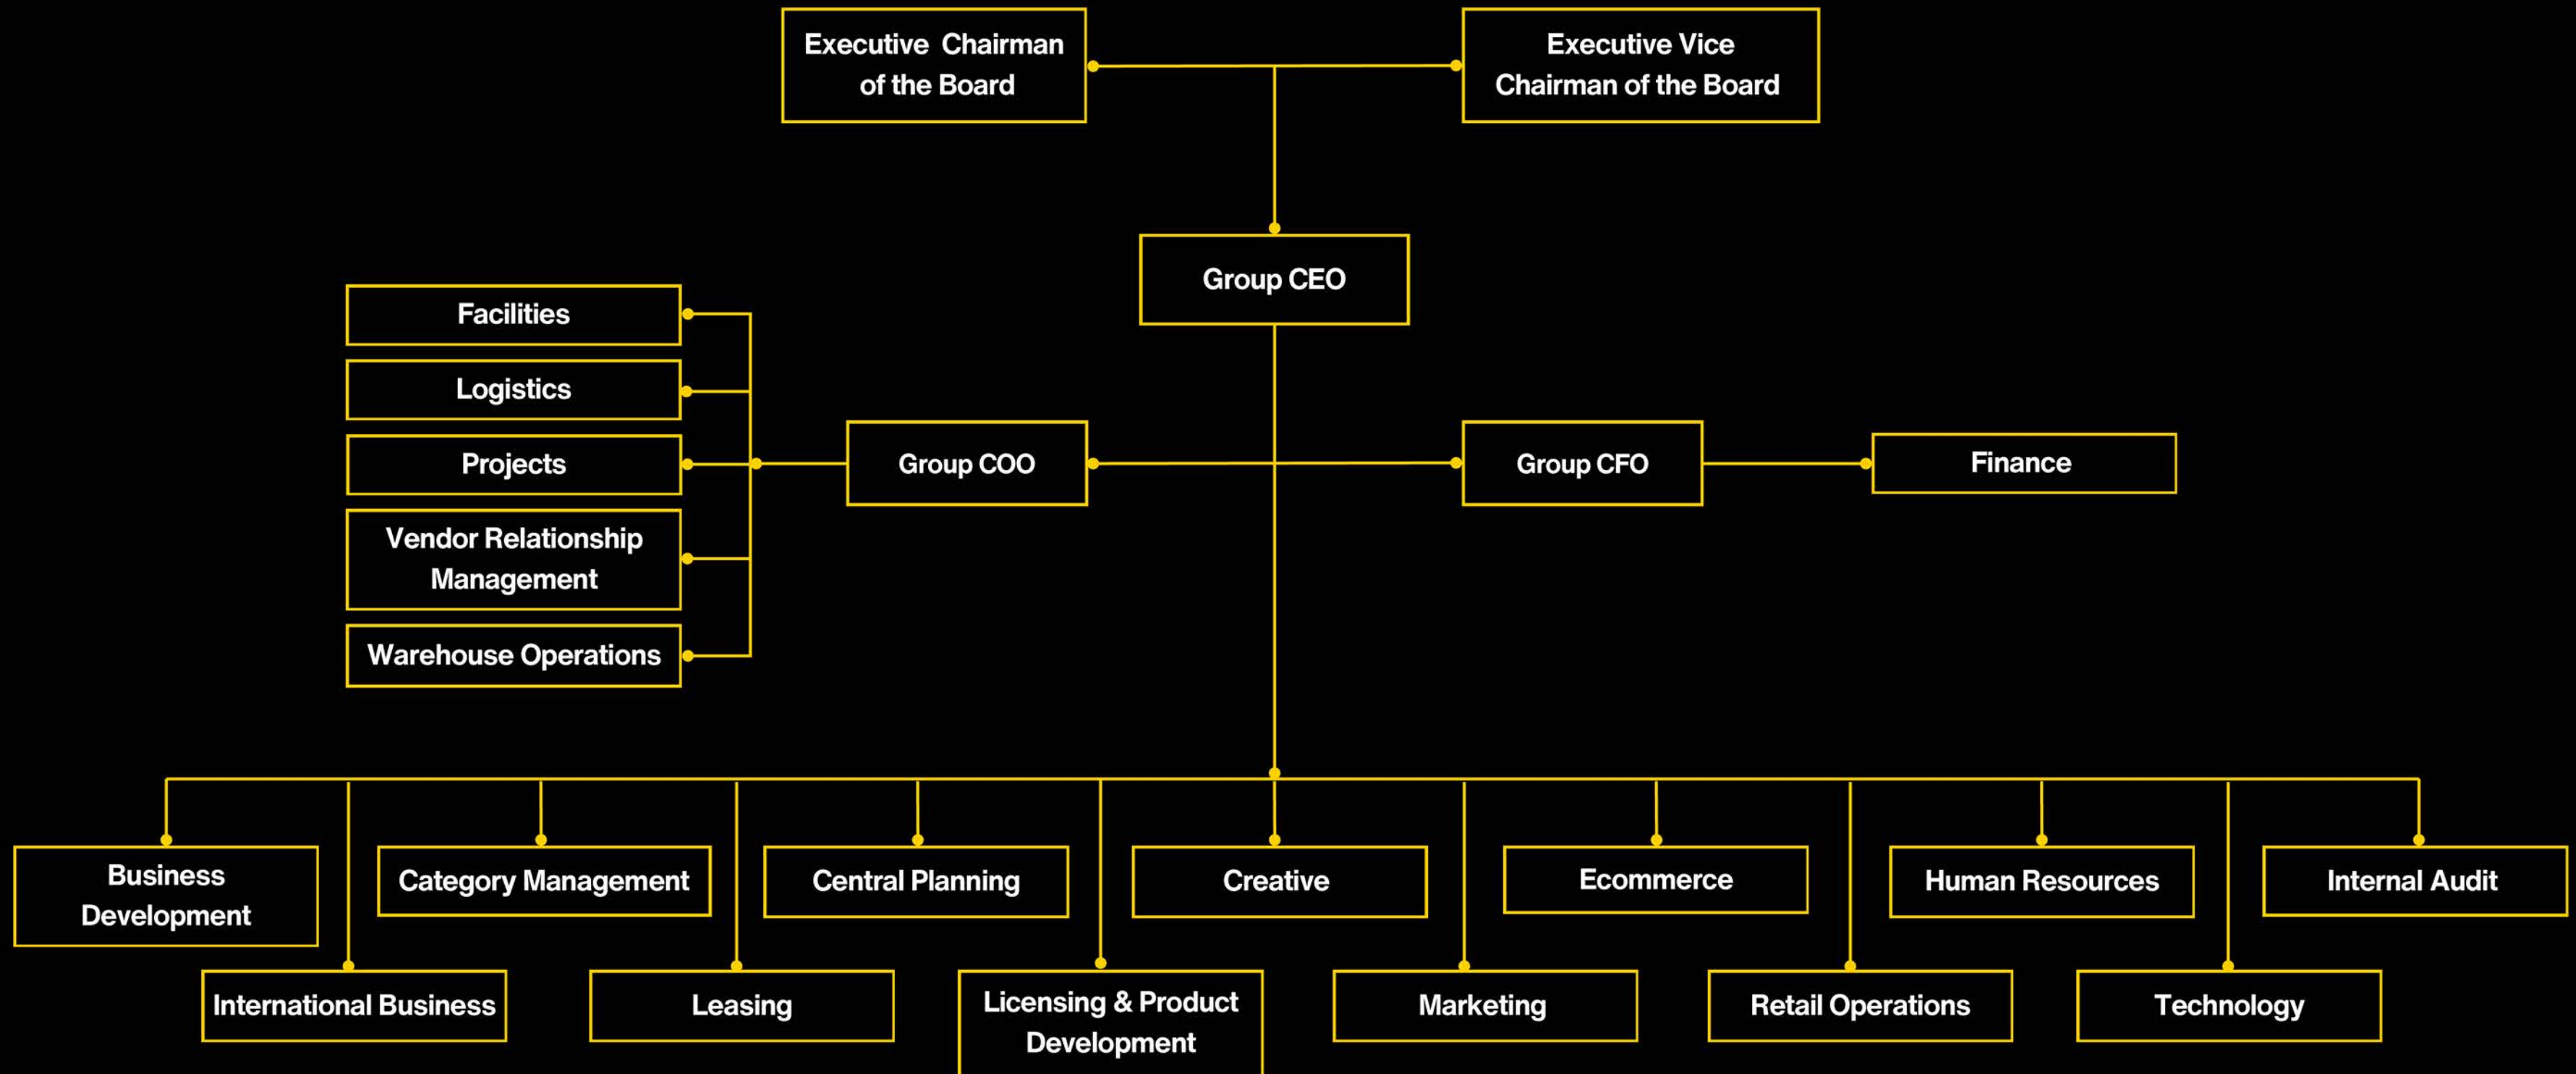 Executive Chairman
of the Board
Executive Vice
Chairman of the Board
Group CEO
Facilities
Logistics
Projects
Vendor Relationship
Management
Warehouse Operations
Group COO
Group CFO
Finance
Business
Development
Category Management
Central Planning
Creative
Ecommerce
Human Resources
Internal Audit
International Business
Leasing
Licensing & Product
Development
Marketing
Retail Operations
Technology